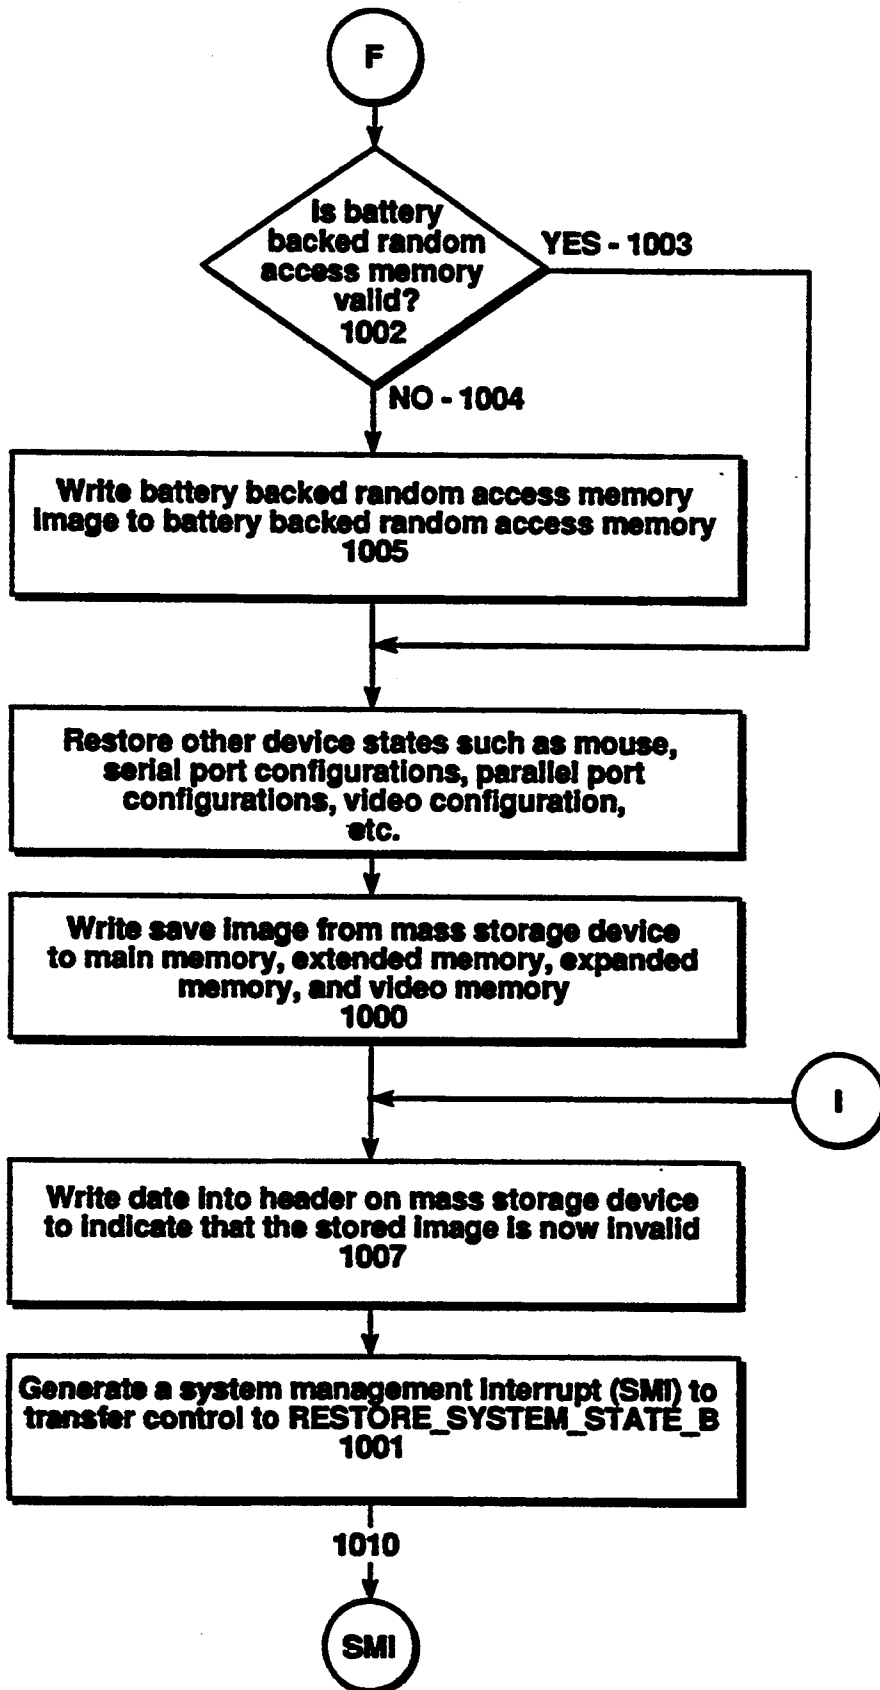 F
Is battery
backed random
access memory
valid?
1002
YES - 1003
NO - 1004
Write battery backed random access memory
image to battery backed random access memory
1005
Restore other device states such as mouse,
serial port configurations, parallel port
configurations, video configuration,
etc.
Write save image from mass storage device
to main memory, extended memory, expanded
memory, and video memory
1000
I
Write date into header on mass storage device
to indicate that the stored image is now invalid
1007
Generate a system management interrupt (SMI) to
transfer control to RESTORE_SYSTEM_STATE_B
1001
1010
SMI